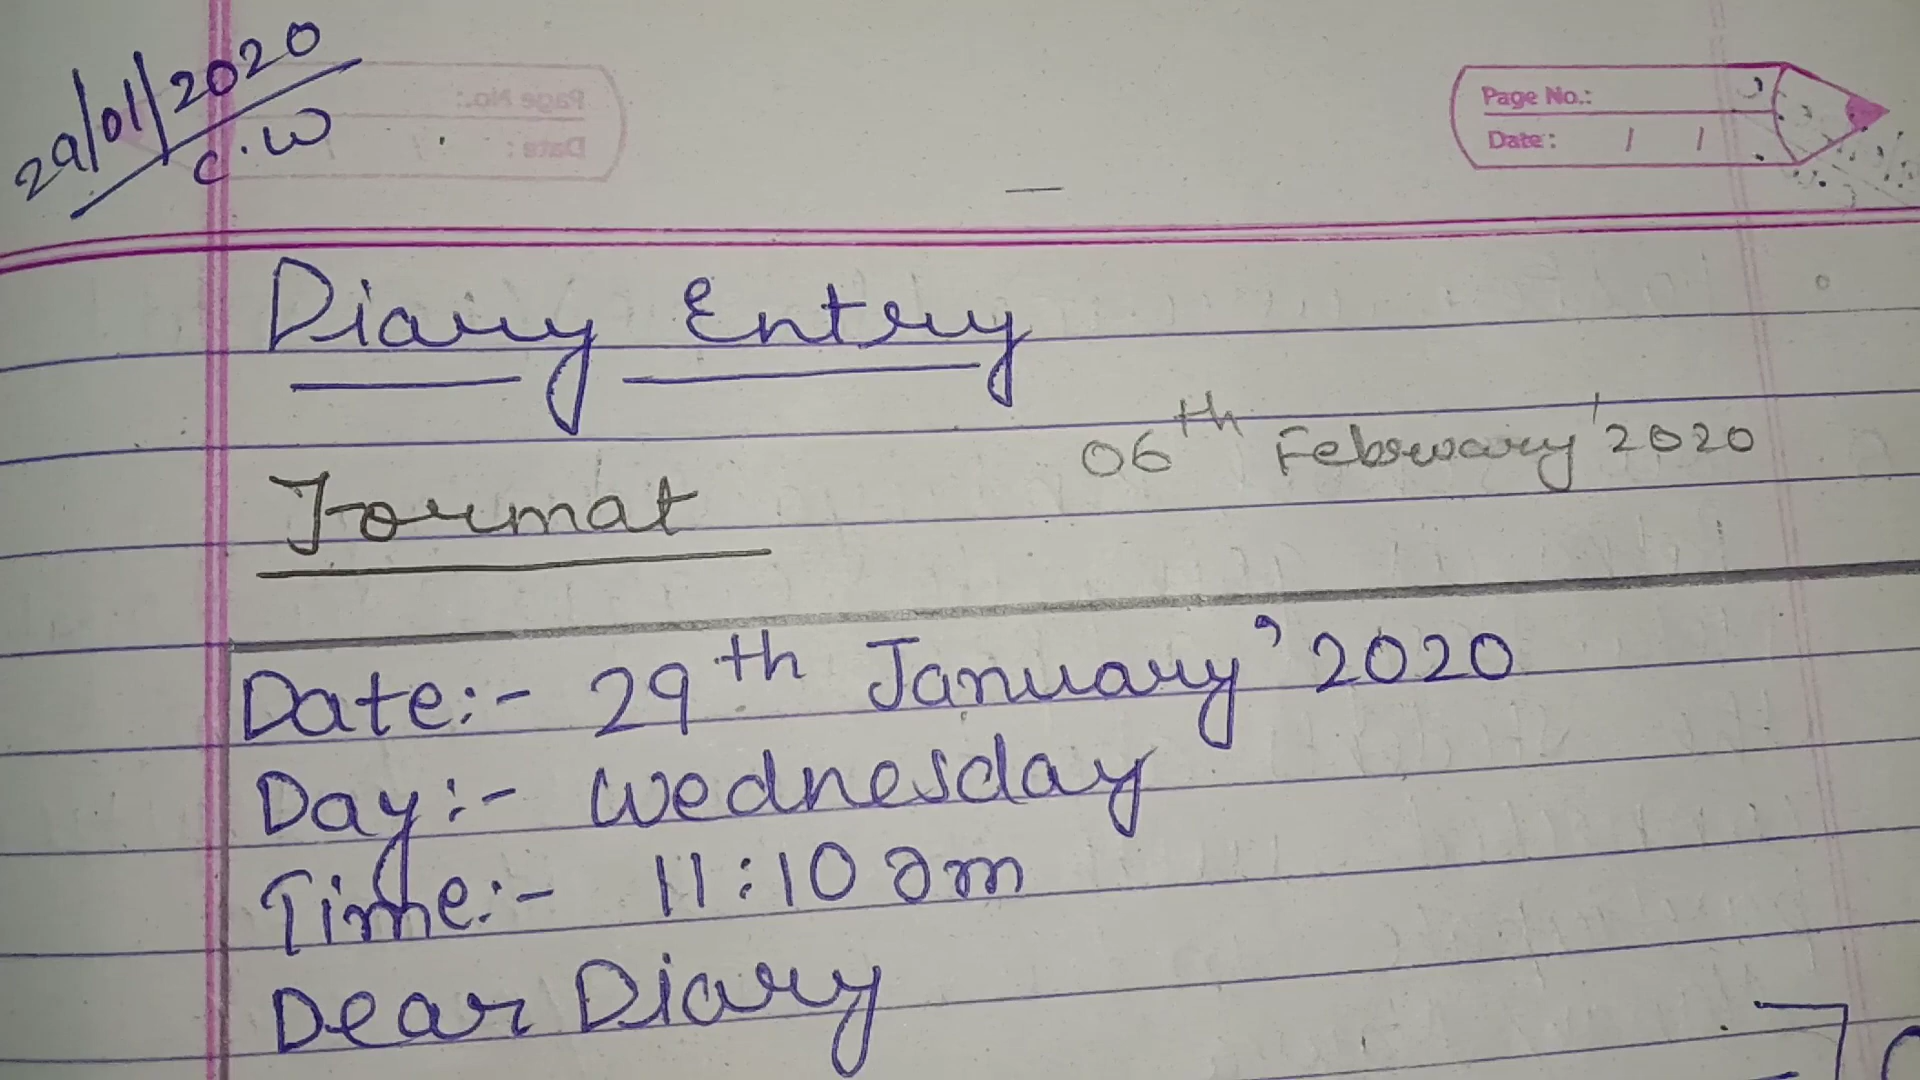 29/01/2020
C.W
Page No.:
Date: / /
Diary Entry
06th February'2020
Format
Date:- 29th January'2020
Day:- Wednesday
Time:- 11:10 am
Dear Diary